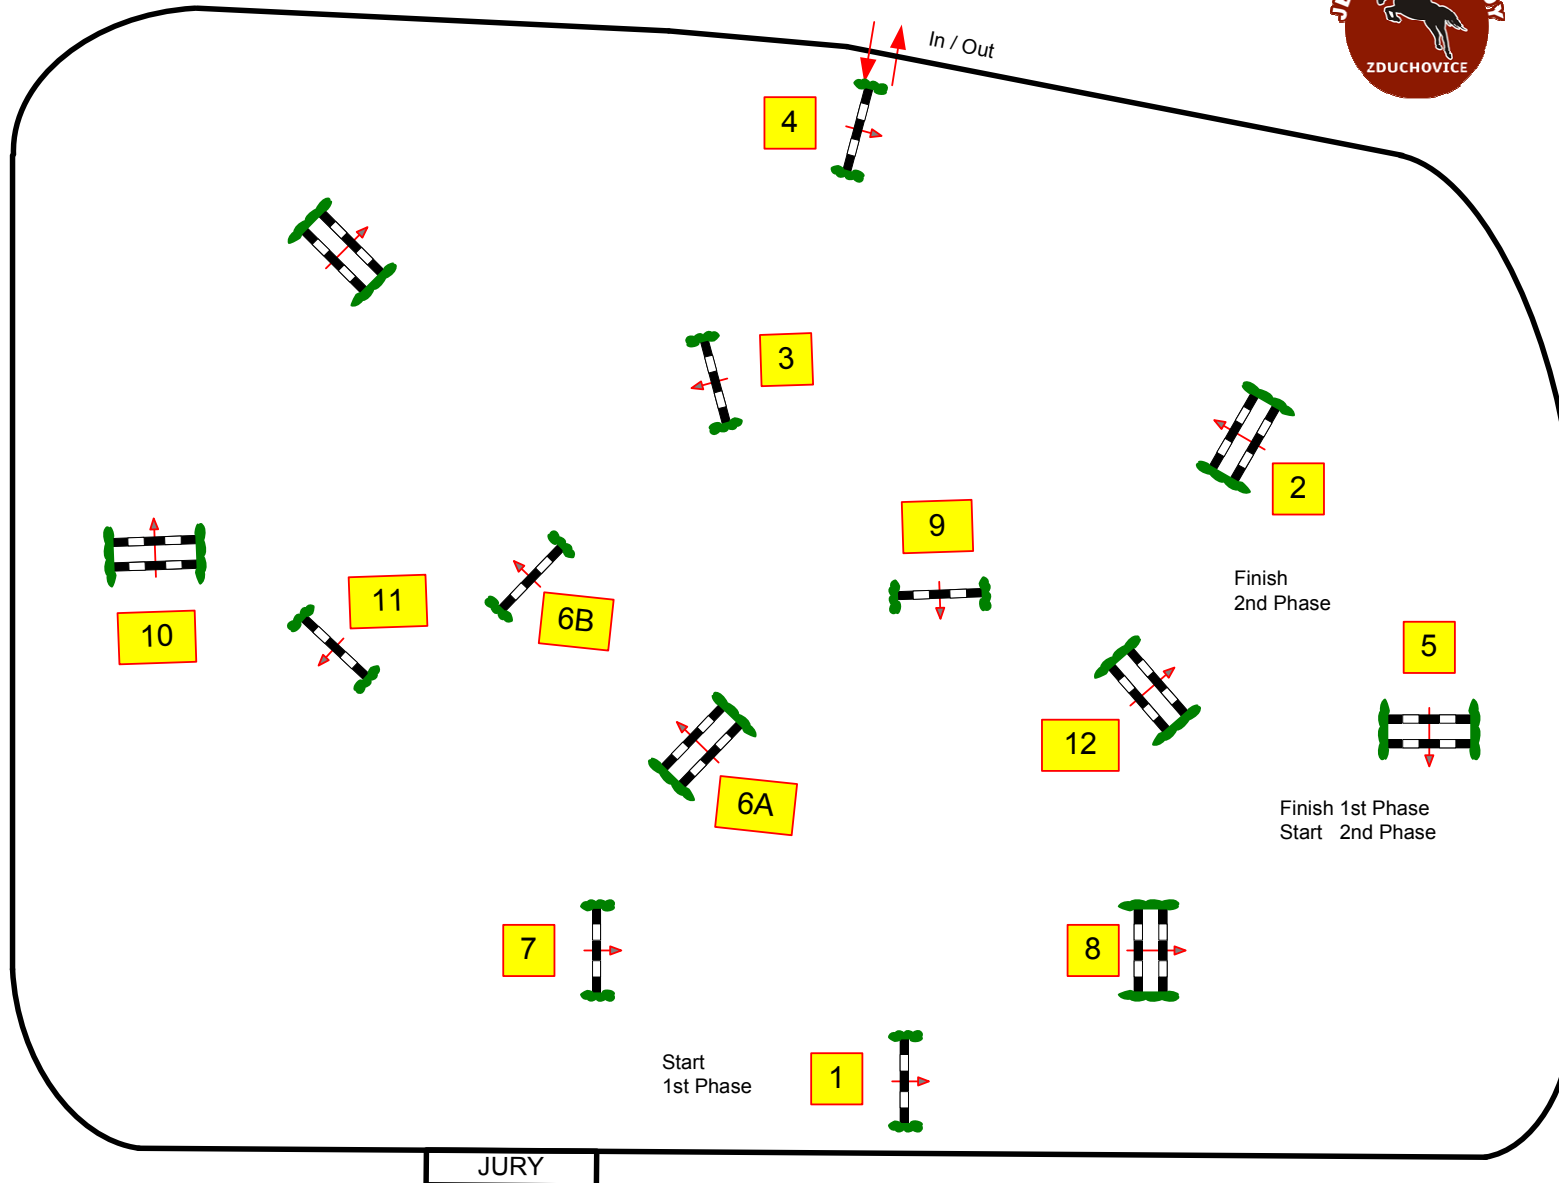 In / Out
ZDUCHOVICE
4
3
2
9
Finish
2nd Phase
11
6B
10
5
12
6A
Finish 1st Phase
Start 2nd Phase
7
8
Start
1st Phase
1
JURY